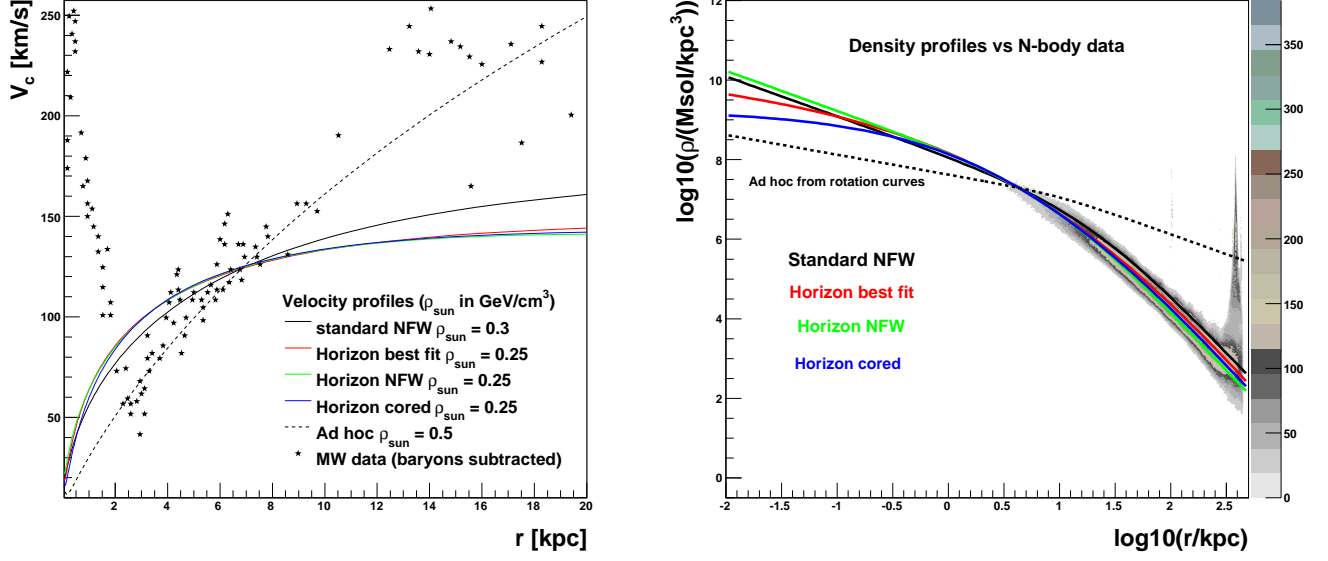 V_c [km/s]
250
200
150
100
50
0
2
4
6
8
10
12
14
16
18
20
r [kpc]
Velocity profiles (ρ_sun in GeV/cm³)
standard NFW ρ_sun = 0.3
Horizon best fit ρ_sun = 0.25
Horizon NFW ρ_sun = 0.25
Horizon cored ρ_sun = 0.25
Ad hoc ρ_sun = 0.5
MW data (baryons subtracted)
log10(ρ/(Msol/kpc³))
12
10
8
6
4
2
0
Density profiles vs N-body data
Ad hoc from rotation curves
Standard NFW
Horizon best fit
Horizon NFW
Horizon cored
-2
-1.5
-1
-0.5
0
0.5
1
1.5
2
2.5
log10(r/kpc)
350
300
250
200
150
100
50
0